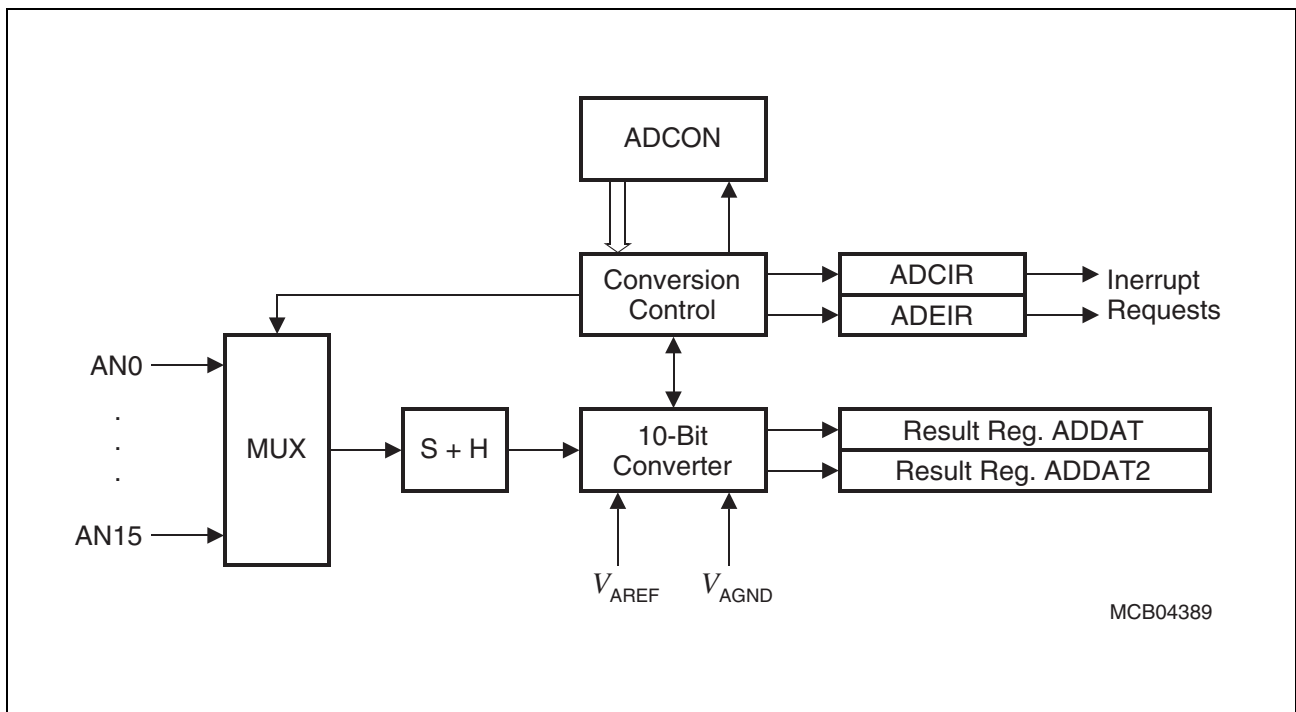 ADCON
Conversion
Control
ADCIR
ADEIR
Inerrupt
Requests
AN0
.
.
.
AN15
MUX
S + H
10-Bit
Converter
Result Reg. ADDAT
Result Reg. ADDAT2
VAREF
VAGND
MCB04389